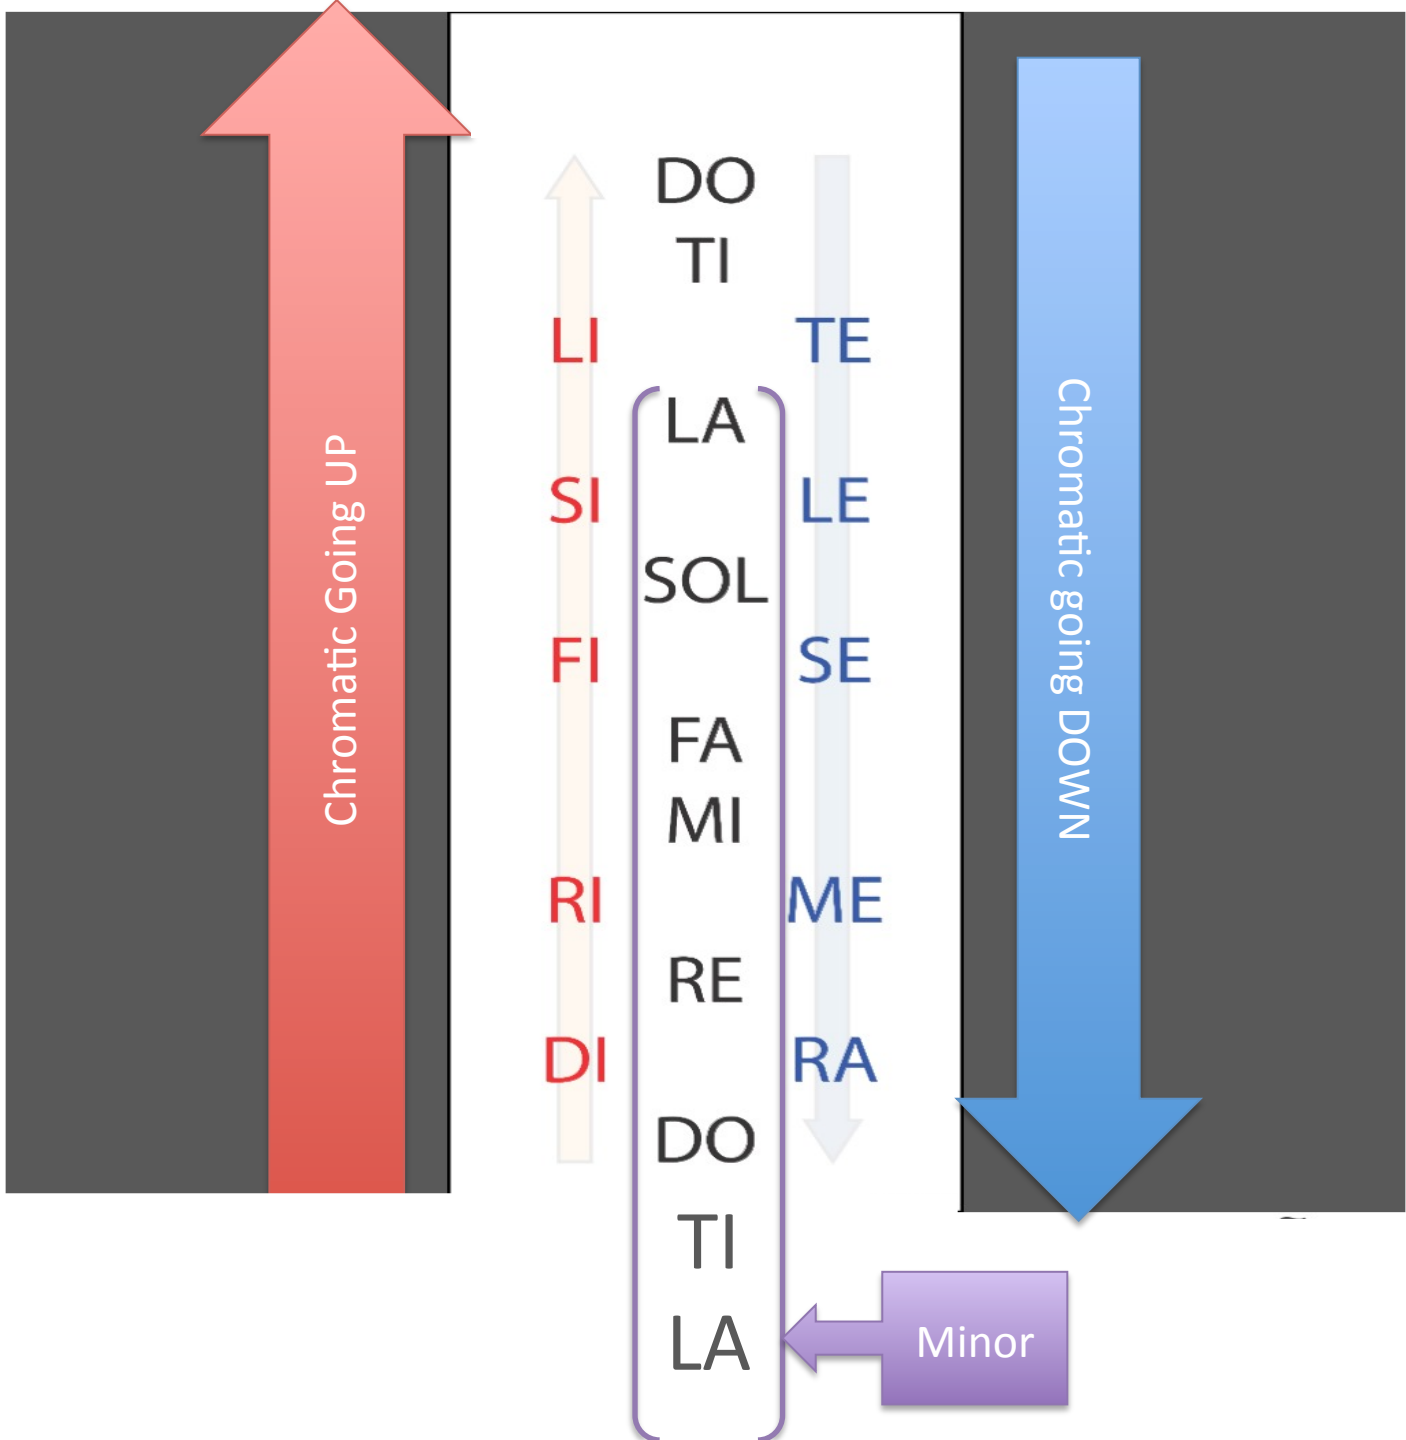 DO
TI
LI TE
LA
SI LE
SOL
FI SE
FA
MI
RI ME
RE
DI RA
DO
TI
LA
Chromatic Going UP
Chromatic going DOWN
Minor